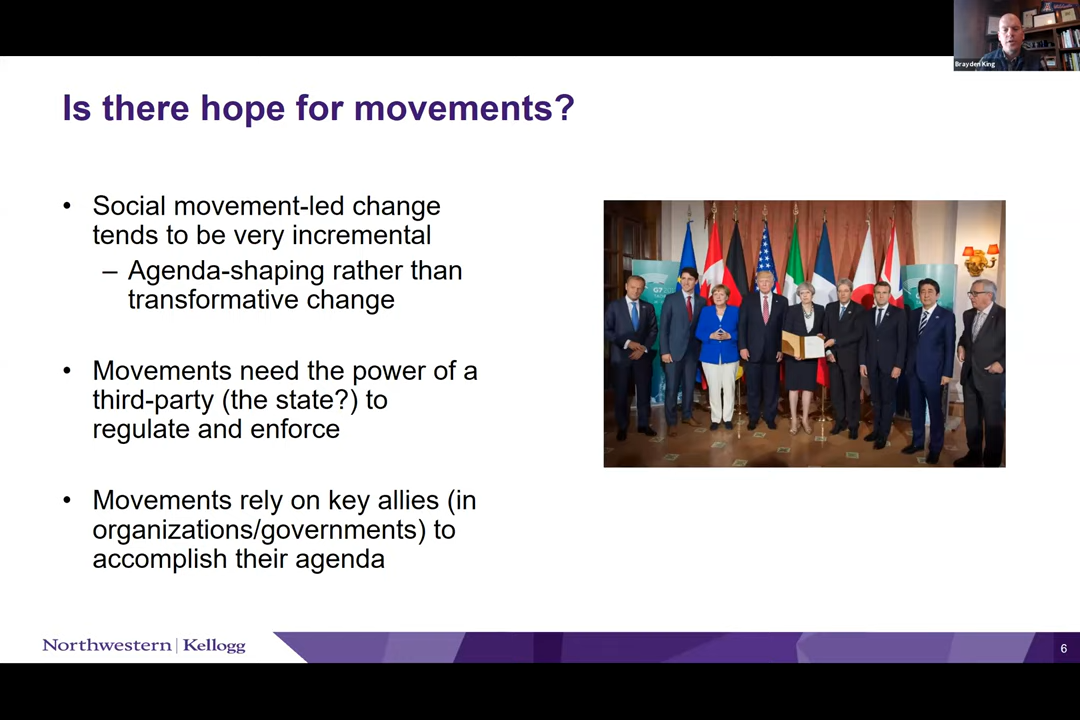 Brayden King
Is there hope for movements?
• Social movement-led change
tends to be very incremental
– Agenda-shaping rather than
transformative change
• Movements need the power of a
third-party (the state?) to
regulate and enforce
• Movements rely on key allies (in
organizations/governments) to
accomplish their agenda
G7
Northwestern | Kellogg
6